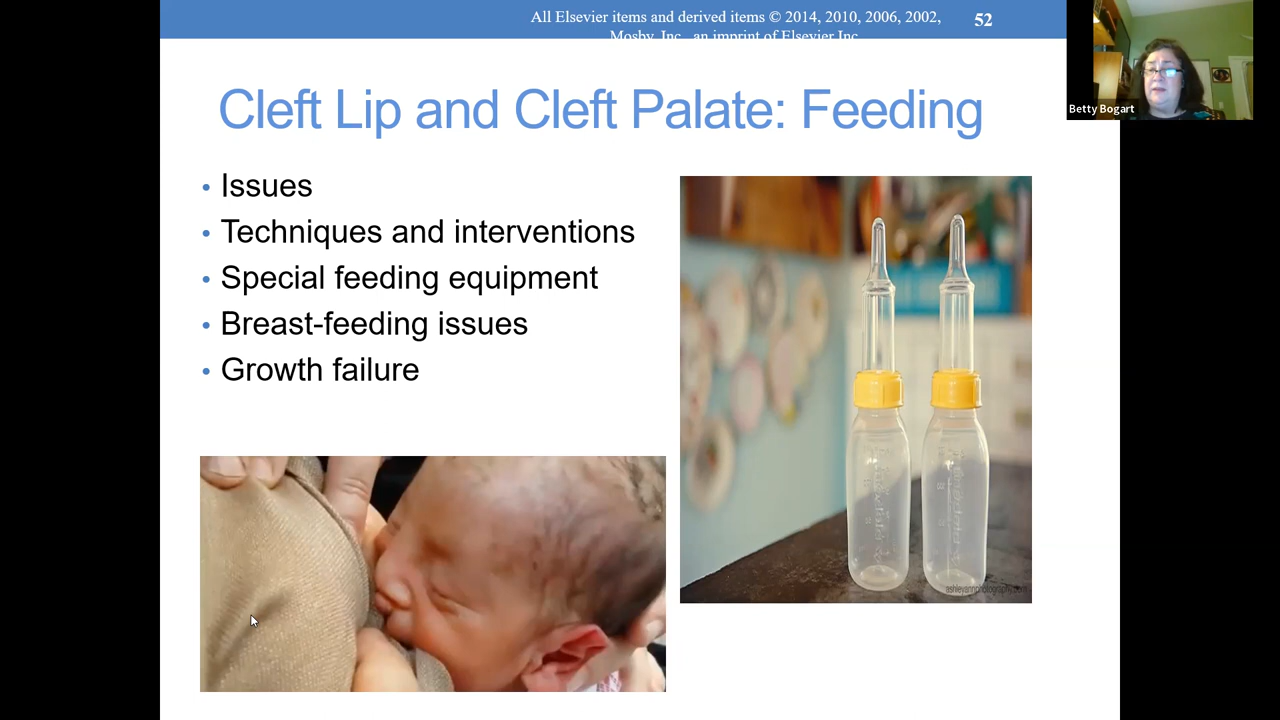 All Elsevier items and derived items © 2014, 2010, 2006, 2002,
52
Mosby, Inc., an imprint of Elsevier Inc.
Betty Bogart
Cleft Lip and Cleft Palate: Feeding
• Issues
• Techniques and interventions
• Special feeding equipment
• Breast-feeding issues
• Growth failure
ashleyannphotography.com